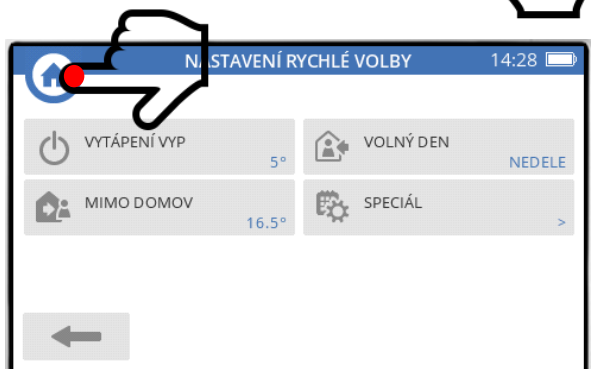 NASTAVENÍ RYCHLÉ VOLBY 14:28
VYTÁPENÍ VYP
5°
VOLNÝ DEN
NEDELE
MIMO DOMOV
16.5°
SPECIÁL
>